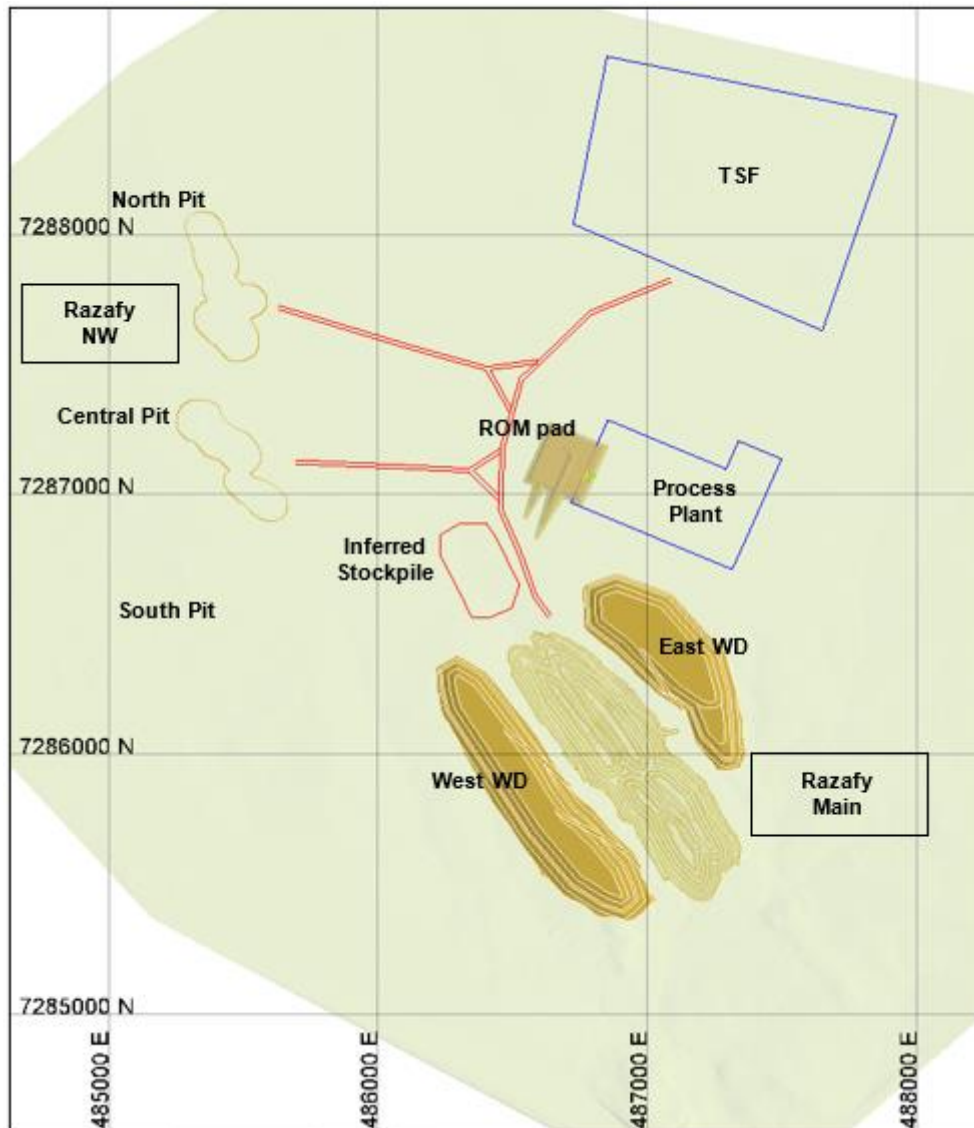 TSF
North Pit
7288000 N
Razafy
NW
Central Pit
ROM pad
7287000 N
Process
Plant
Inferred
Stockpile
South Pit
East WD
7286000 N
West WD
Razafy
Main
7285000 N
485000 E
486000 E
487000 E
488000 E